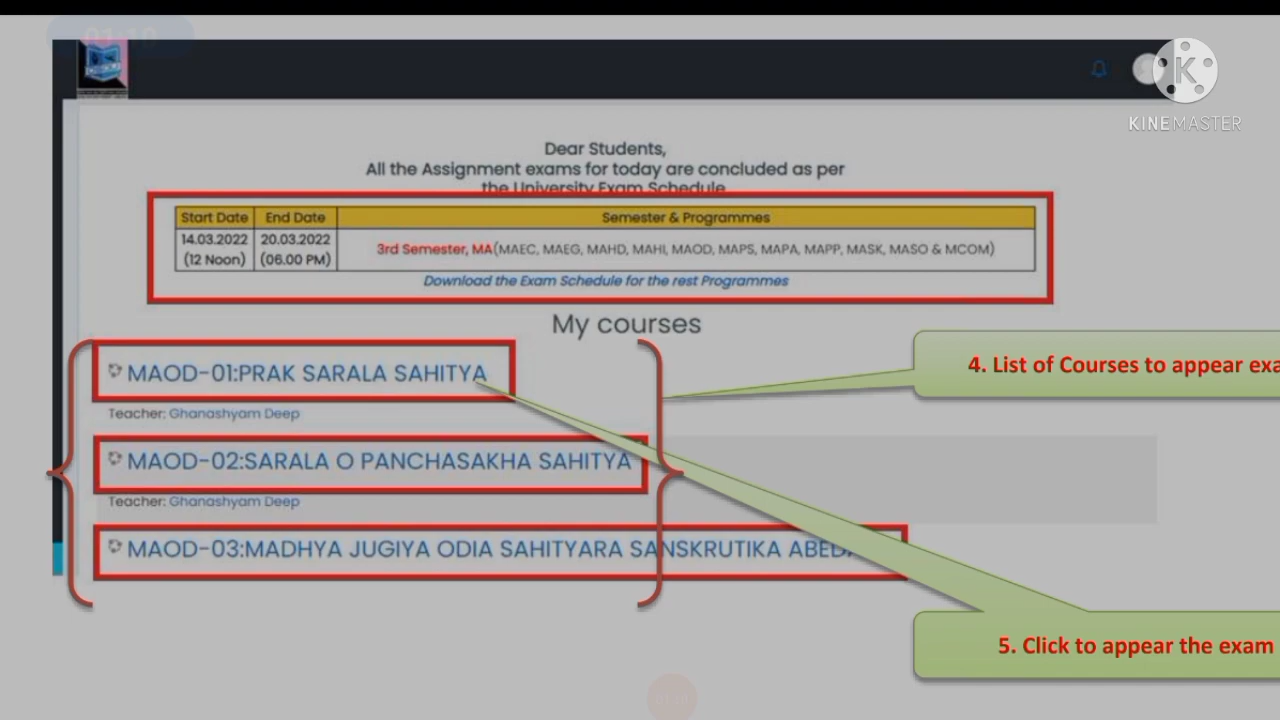 01:10
KINEMASTER
Dear Students,
All the Assignment exams for today are concluded as per
the University Exam Schedule
Start Date End Date Semester & Programmes
14.03.2022 20.03.2022
(12 Noon) (06.00 PM) 3rd Semester, MA(MAEC, MAEG, MAHD, MAHI, MAOD, MAPS, MAPA, MAPP, MASK, MASO & MCOM)
Download the Exam Schedule for the rest Programmes
My courses
MAOD-01:PRAK SARALA SAHITYA
4. List of Courses to appear exa
Teacher: Ghanashyam Deep
MAOD-02:SARALA O PANCHASAKHA SAHITYA
Teacher: Ghanashyam Deep
MAOD-03:MADHYA JUGIYA ODIA SAHITYARA SANSKRUTIKA
5. Click to appear the exam